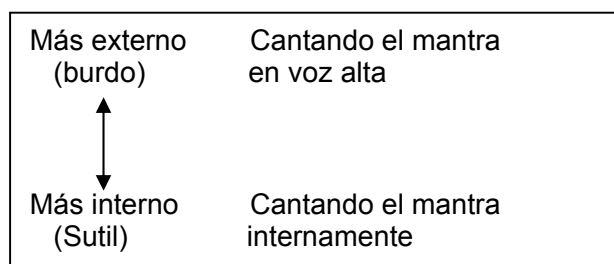 Más externo Cantando el mantra
(burdo) en voz alta
Más interno Cantando el mantra
(Sutil) internamente